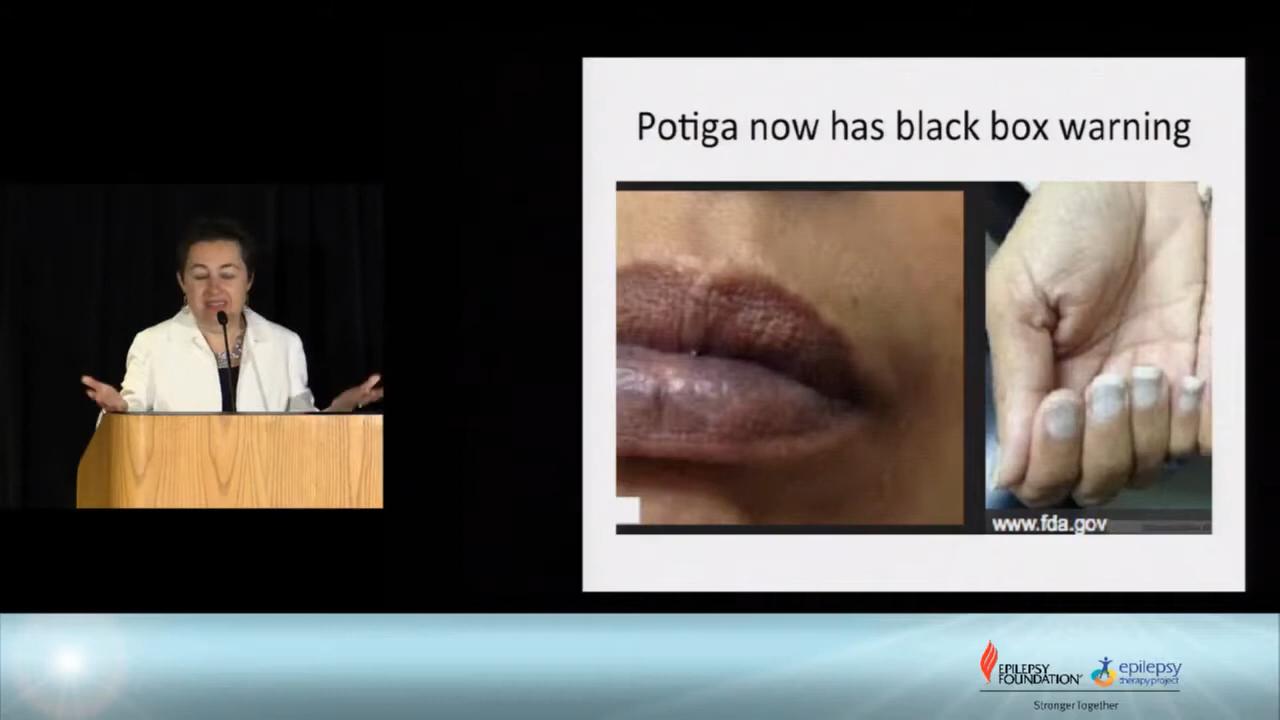 Potiga now has black box warning
www.fda.gov
EPILEPSY
FOUNDATION
epilepsy
therapy project
Stronger Together